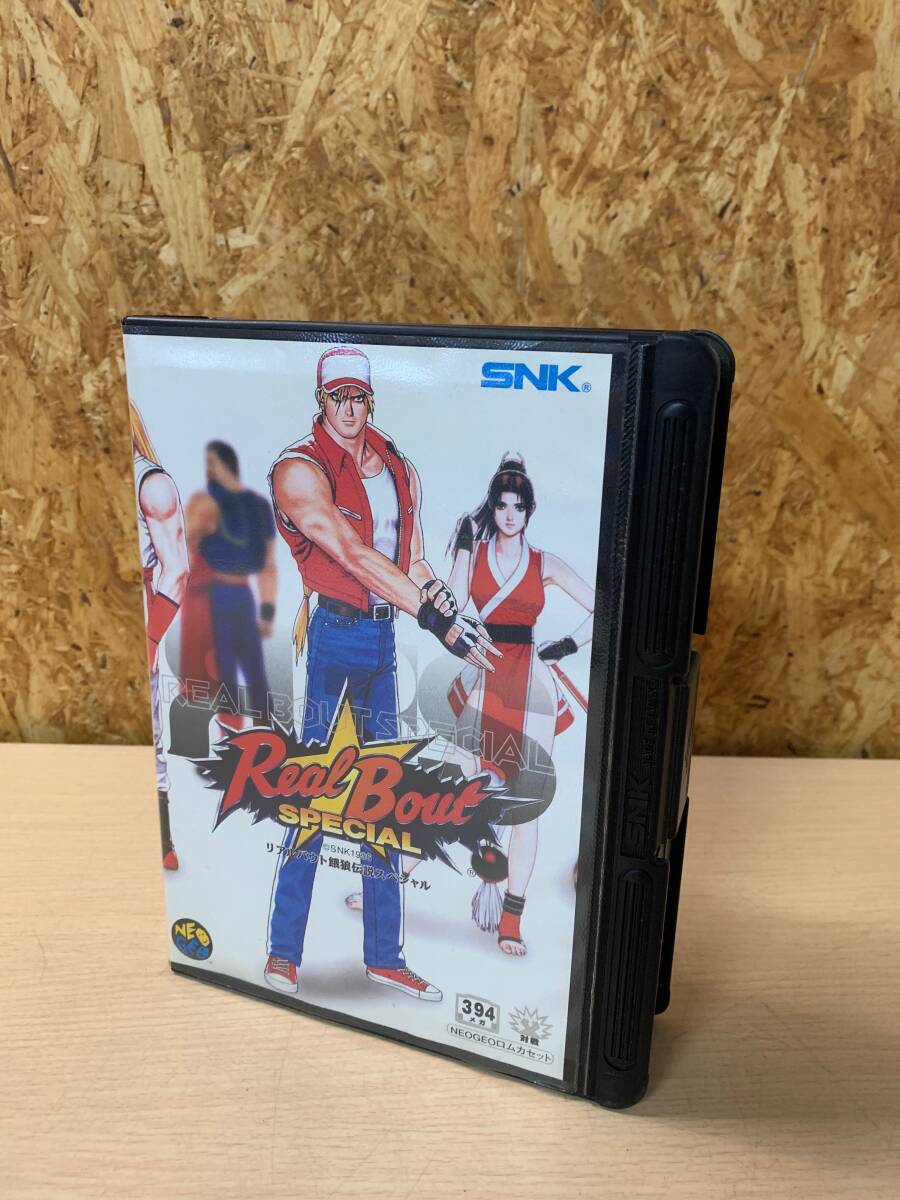 SNK®
REAL BOUT SPECIAL
Real Bout
SPECIAL
©SNK1996
リアルバウト餓狼伝説スペシャル
®
NEO
GEO
™
394
メガ
対戦
NEOGEOロムカセット
SNK